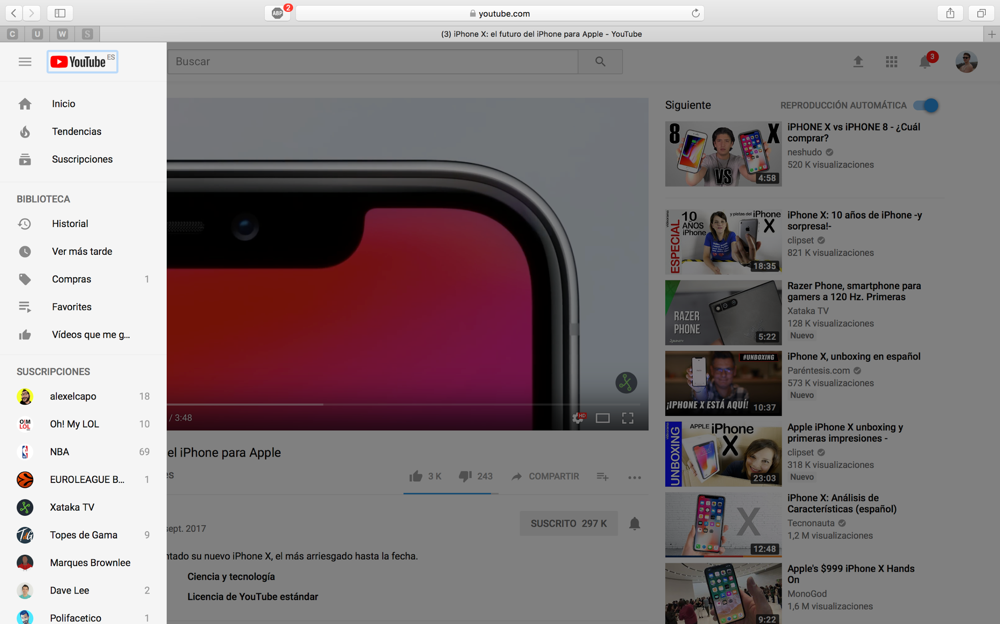 ABP
2
youtube.com
C
U
W
S
(3) iPhone X: el futuro del iPhone para Apple - YouTube
YouTube ES
Buscar
3
Inicio
Tendencias
Suscripciones
BIBLIOTECA
Historial
Ver más tarde
Compras 1
Favorites
Vídeos que me g...
SUSCRIPCIONES
alexelcapo 18
Oh! My LOL 10
NBA 69
EUROLEAGUE B... 1
Xataka TV
Topes de Gama 9
Marques Brownlee
Dave Lee 2
Polifacetico 1
/ 3:48
HD
el iPhone para Apple
es
3 K
243
COMPARTIR
sept. 2017
SUSCRITO 297 K
ntado su nuevo iPhone X, el más arriesgado hasta la fecha.
Ciencia y tecnología
Licencia de YouTube estándar
Siguiente
REPRODUCCIÓN AUTOMÁTICA
8
X
VS
4:58
iPHONE X vs iPHONE 8 - ¿Cuál
comprar?
neshudo
520 K visualizaciones
videorama
ESPECIAL
10
AÑOS
iPhone
y pistas del iPhone
X
18:35
iPhone X: 10 años de iPhone -y
sorpresa!-
clipset
821 K visualizaciones
RAZER
PHONE
5:22
Razer Phone, smartphone para
gamers a 120 Hz. Primeras
Xataka TV
128 K visualizaciones
Nuevo
#UNBOXING
¡IPHONE X ESTÁ AQUÍ!
10:37
iPhone X, unboxing en español
Paréntesis.com
573 K visualizaciones
Nuevo
videorama
UNBOXING
APPLE iPhone
X
9:41
23:03
Apple iPhone X unboxing y
primeras impresiones -
clipset
318 K visualizaciones
Nuevo
X
12:48
iPhone X: Análisis de
Características (español)
Tecnonauta
1,2 M visualizaciones
9:22
Apple's $999 iPhone X Hands
On
MonoGod
1,6 M visualizaciones